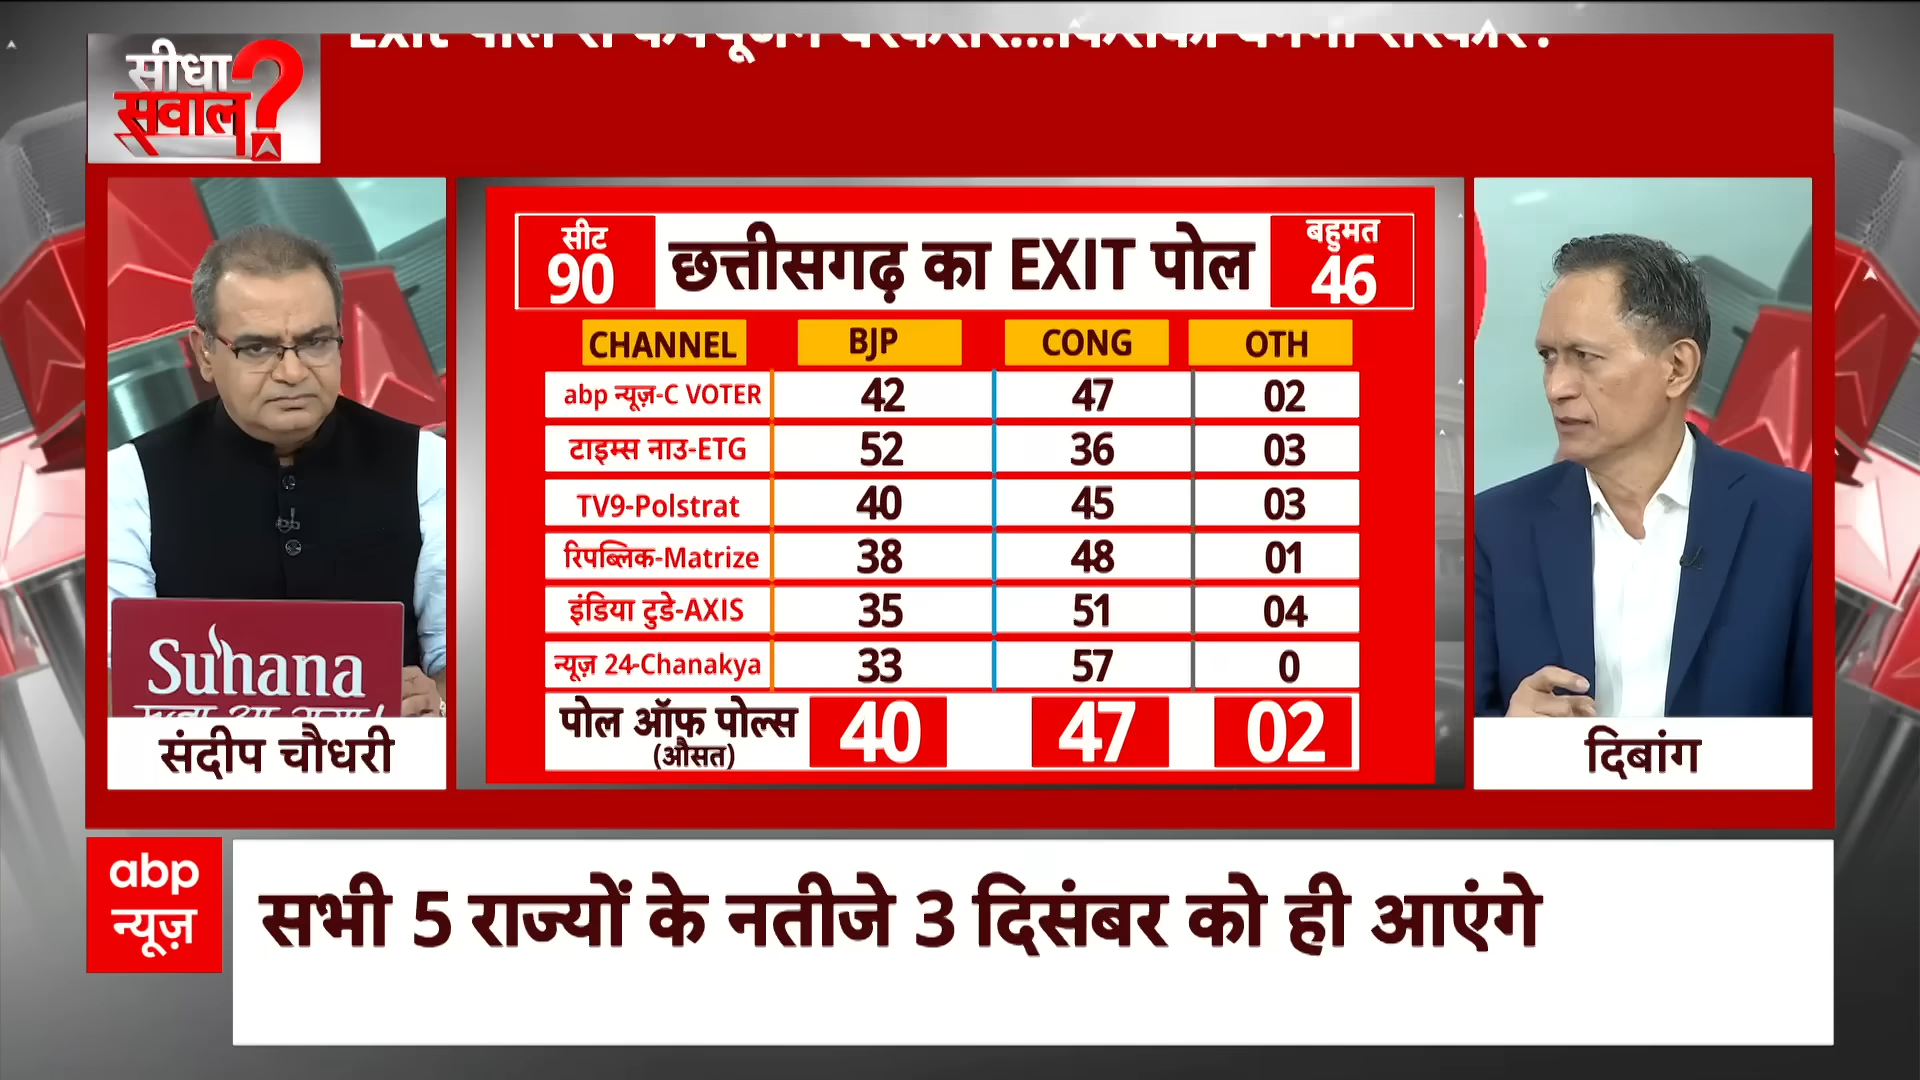 सीधा
सवाल?
सीट
90
छत्तीसगढ़ का EXIT पोल
बहुमत
46
CHANNEL BJP CONG OTH
abp न्यूज़-C VOTER 42 47 02
टाइम्स नाउ-ETG 52 36 03
TV9-Polstrat 40 45 03
रिपब्लिक-Matrize 38 48 01
इंडिया टुडे-AXIS 35 51 04
न्यूज़ 24-Chanakya 33 57 0
पोल ऑफ पोल्स 40 47 02
(औसत)
Suhana
संदीप चौधरी
दिबांग
abp
न्यूज़
सभी 5 राज्यों के नतीजे 3 दिसंबर को ही आएंगे